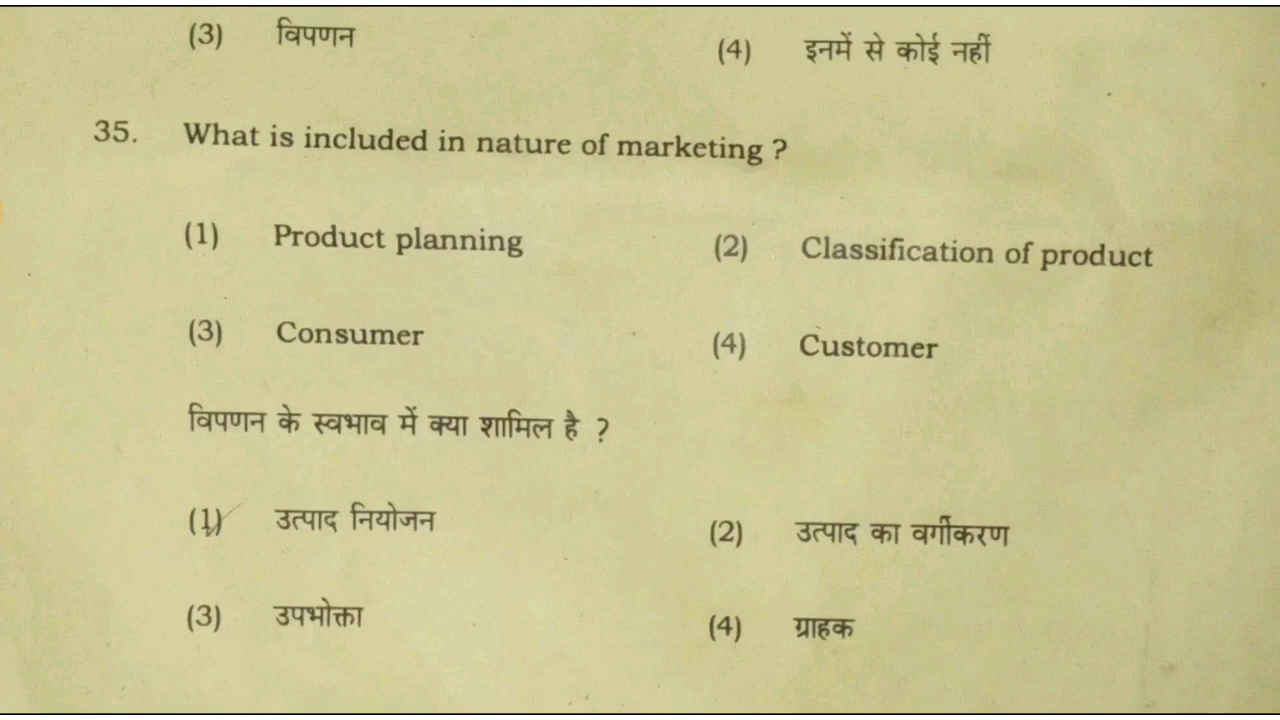 (3) विपणन (4) इनमें से कोई नहीं
35. What is included in nature of marketing ?
(1) Product planning (2) Classification of product
(3) Consumer (4) Customer
विपणन के स्वभाव में क्या शामिल है ?
(1) उत्पाद नियोजन (2) उत्पाद का वर्गीकरण
(3) उपभोक्ता (4) ग्राहक